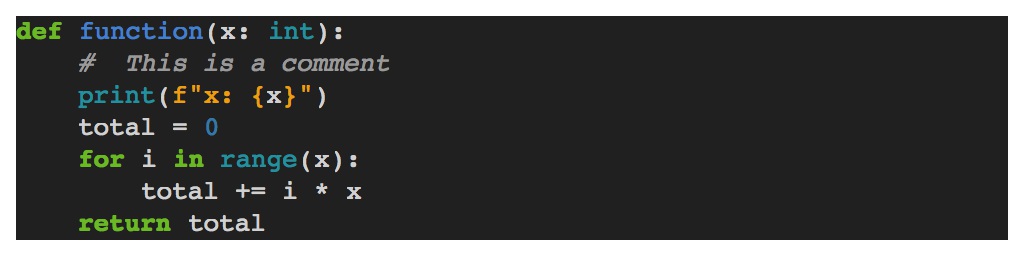 def function(x: int):
    #  This is a comment
    print(f"x: {x}")
    total = 0
    for i in range(x):
        total += i * x
    return total